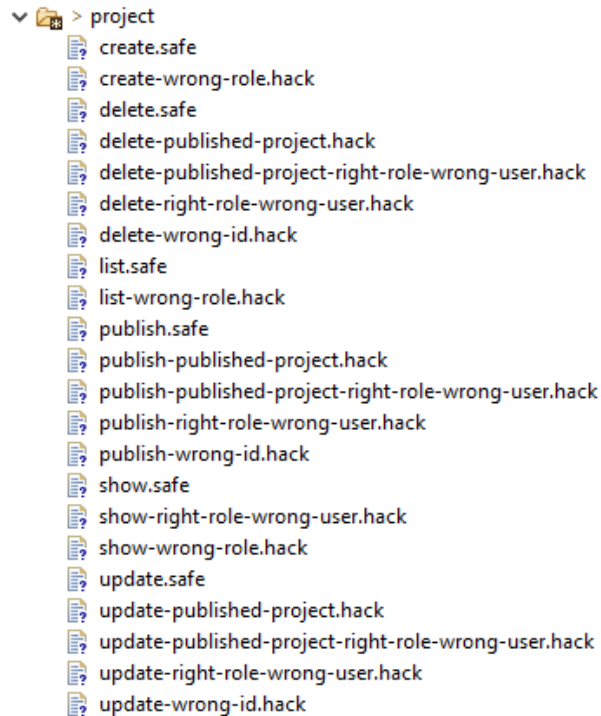 > project
create.safe
create-wrong-role.hack
delete.safe
delete-published-project.hack
delete-published-project-right-role-wrong-user.hack
delete-right-role-wrong-user.hack
delete-wrong-id.hack
list.safe
list-wrong-role.hack
publish.safe
publish-published-project.hack
publish-published-project-right-role-wrong-user.hack
publish-right-role-wrong-user.hack
publish-wrong-id.hack
show.safe
show-right-role-wrong-user.hack
show-wrong-role.hack
update.safe
update-published-project.hack
update-published-project-right-role-wrong-user.hack
update-right-role-wrong-user.hack
update-wrong-id.hack